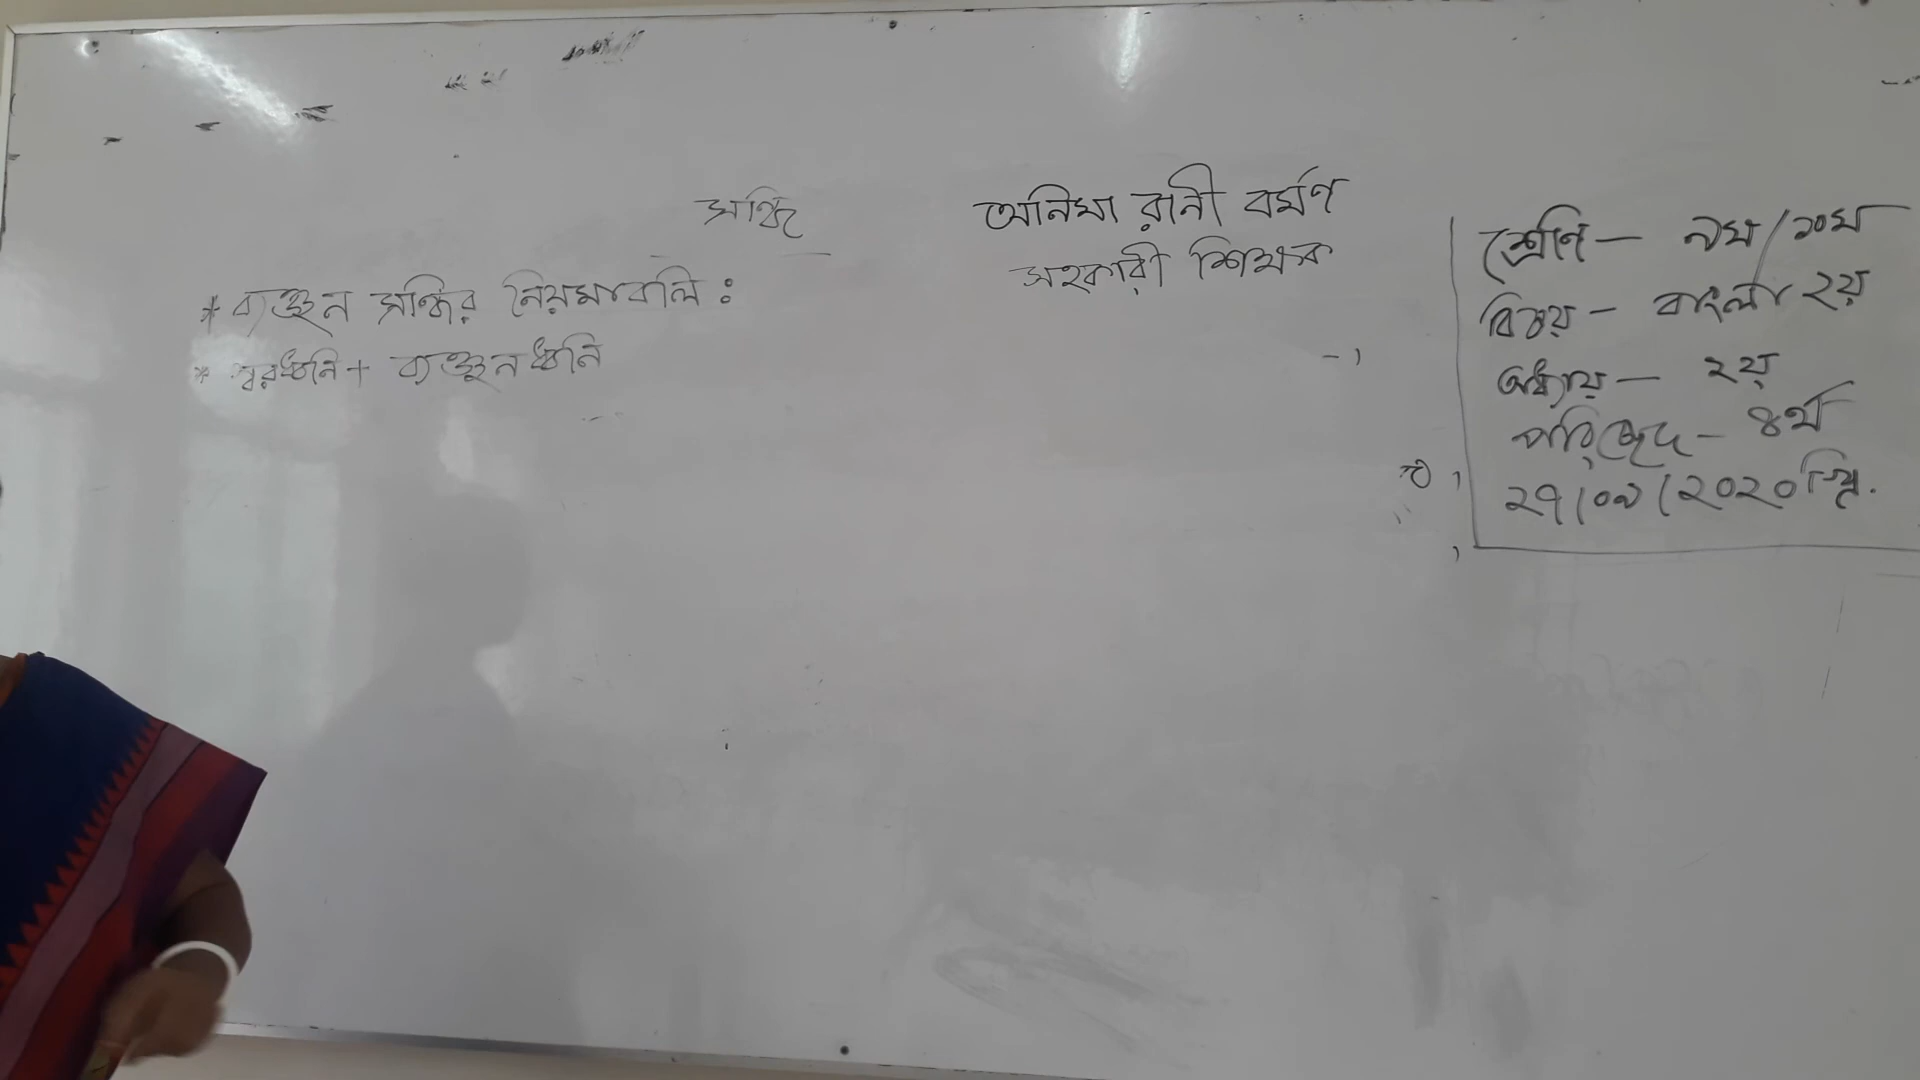 সন্ধি
* ব্যঞ্জন সন্ধির নিয়মাবলি :
* স্বরধ্বনি + ব্যঞ্জনধ্বনি
অনিমা রানী বর্মণ
সহকারী শিক্ষক
শ্রেণি – ৯ম/১০ম
বিষয় – বাংলা ২য়
অধ্যায় – ২য়
পরিচ্ছেদ – ৪র্থ
২৭/০৯/২০২০ খ্রি.